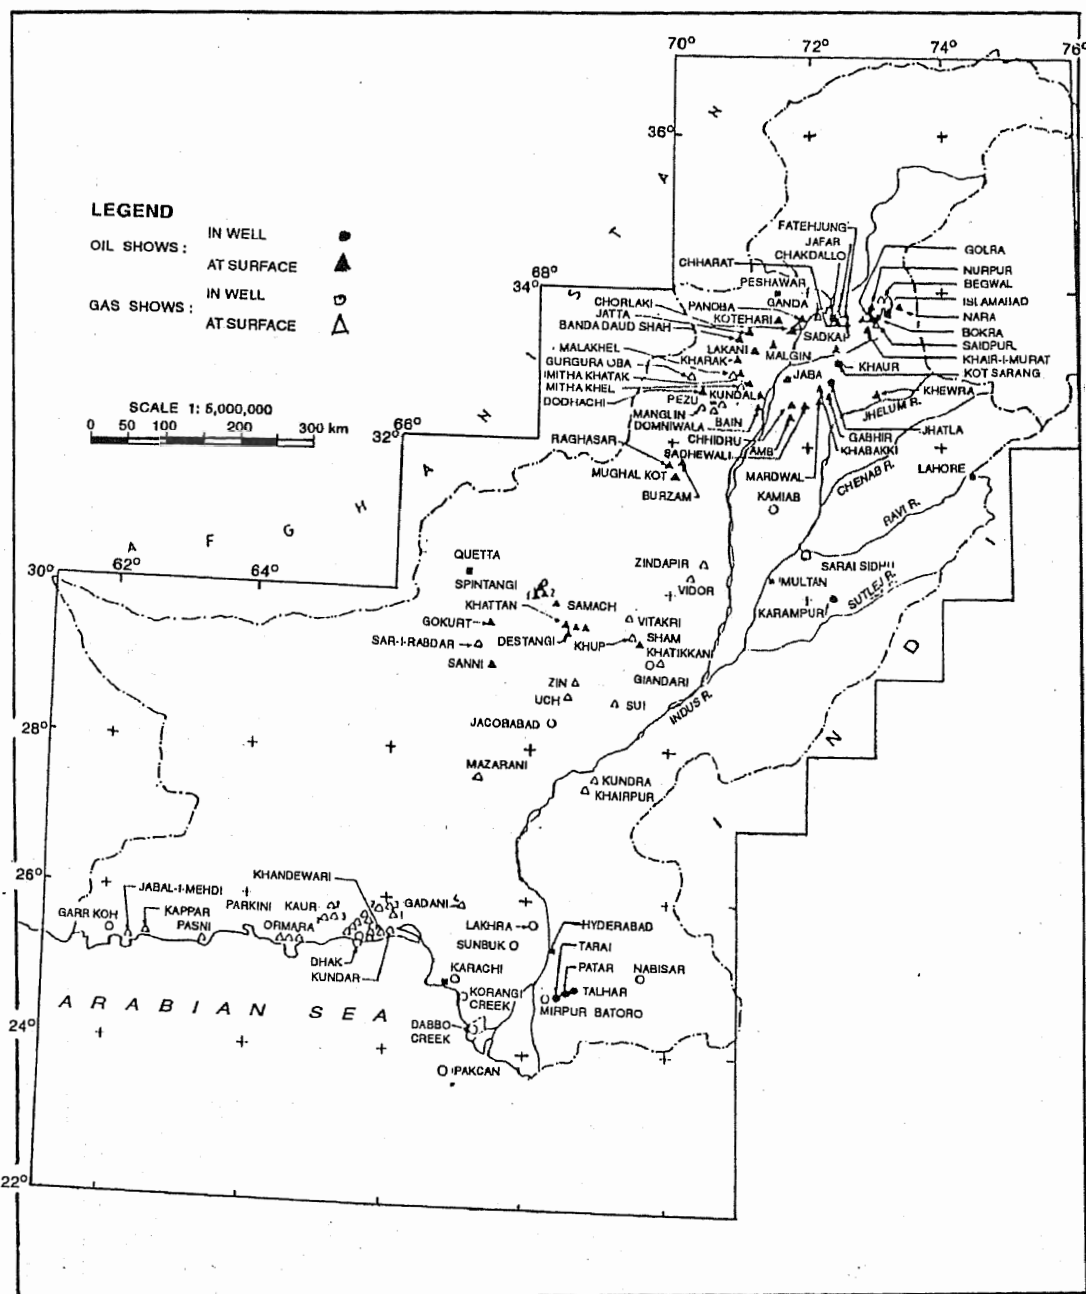 70°
72°
74°
76°
36°
34°
68°
66°
32°
62°
64°
30°
28°
26°
24°
22°
A F G H A N I S T A H
I N D I
LEGEND
OIL SHOWS :
IN WELL
AT SURFACE
GAS SHOWS :
IN WELL
AT SURFACE
SCALE 1: 5,000,000
0 50 100 200 300 km
FATEHJUNG
JAFAR
CHAKDALLO
CHHARAT
PESHAWAR
GANDA
GOLRA
NURPUR
BEGWAL
ISLAMABAD
NARA
BOKRA
SAIDPUR
KHAIR-I-MURAT
KOT SARANG
CHORLAKI
PANOBA
JATTA
KOTEHARI
BANDA DAUD SHAH
SADKAL
MALAKHEL
LAKANI
MALGIN
GURGURA OBA
KHARAK
KHAUR
MITHA KHATAK
JABA
MITHA KHEL
PEZU
KUNDAL
KHEWRA
DODHACHI
JHELUM R.
MANGLIN
BAIN
DOMNIWALA
JHATLA
GABHIR
RAGHASAR
CHHIDRU
AMB
KHABAKKI
SADHEWALI
MUGHAL KOT
MARDWAL
CHENAB R.
LAHORE
BURZAM
KAMIAB
RAVI R.
QUETTA
ZINDAPIR
SARAI SIDHU
SPINTANGI
VIDOR
MULTAN
SUTLEJ R.
KHATTAN
SAMACH
KARAMPUR
GOKURT
VITAKRI
SAR-I-RABDAR
DESTANGI
KHUP
SHAM
KHATIKKANI
SANNI
GIANDARI
ZIN
UCH
SUI
INDUS R.
JACOBABAD
MAZARANI
KUNDRA
KHAIRPUR
KHANDEWARI
JABAL-I-MEHDI
PARKINI
KAUR
GADANI
GARR KOH
KAPPAR
PASNI
ORMARA
LAKHRA
HYDERABAD
SUNBUK
TARAI
DHAK
KUNDAR
KARACHI
PATAR
NABISAR
ARABIAN SEA
KORANGI
CREEK
TALHAR
MIRPUR BATORO
DABBO
CREEK
PAKCAN